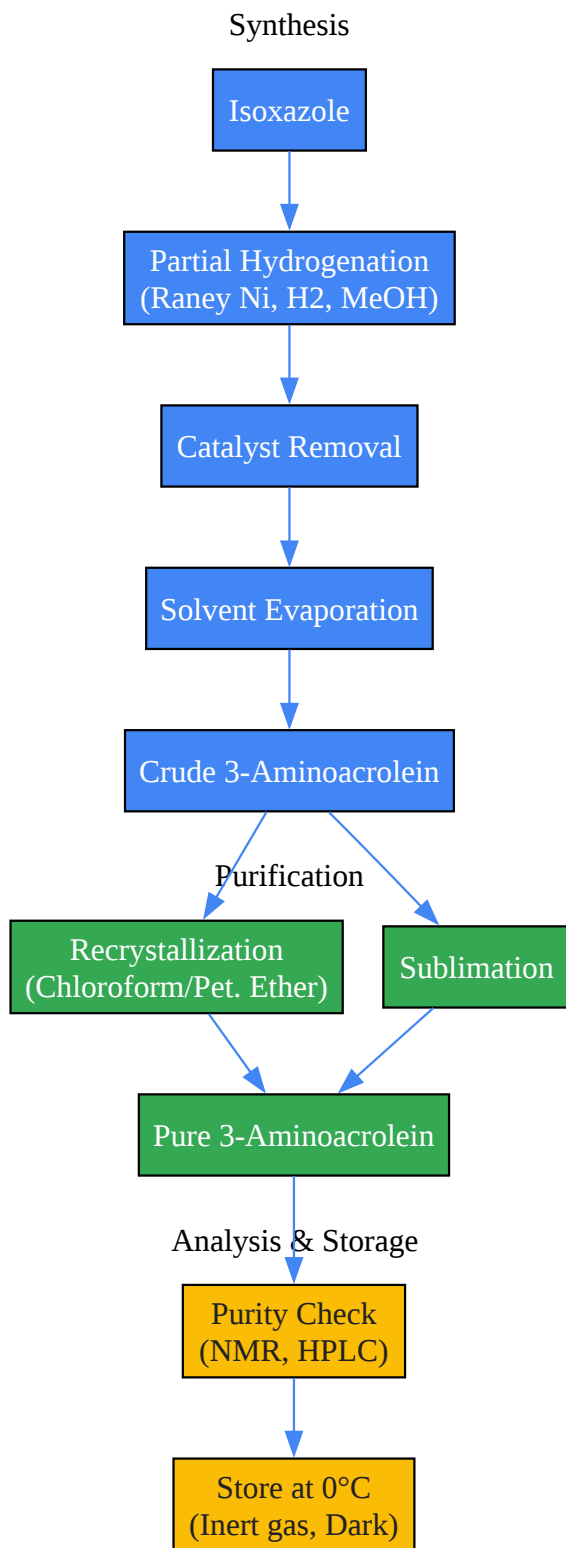 Synthesis
Isoxazole
Partial Hydrogenation
(Raney Ni, H2, MeOH)
Catalyst Removal
Solvent Evaporation
Crude 3-Aminoacrolein
Purification
Recrystallization
(Chloroform/Pet. Ether)
Sublimation
Pure 3-Aminoacrolein
Analysis & Storage
Purity Check
(NMR, HPLC)
Store at 0°C
(Inert gas, Dark)